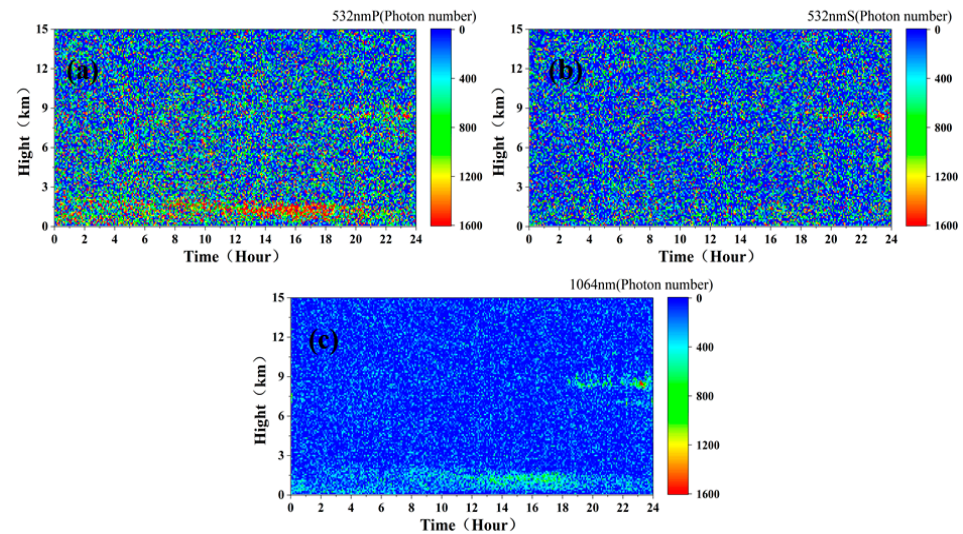 532nmP(Photon number)
15
12
9
6
3
0
Hight（km）
(a)
0
400
800
1200
1600
0 2 4 6 8 10 12 14 16 18 20 22 24
Time（Hour）
532nmS(Photon number)
15
12
9
6
3
0
Hight（km）
(b)
0
400
800
1200
1600
0 2 4 6 8 10 12 14 16 18 20 22 24
Time（Hour）
1064nm(Photon number)
15
12
9
6
3
0
Hight（km）
(c)
0
400
800
1200
1600
0 2 4 6 8 10 12 14 16 18 20 22 24
Time（Hour）